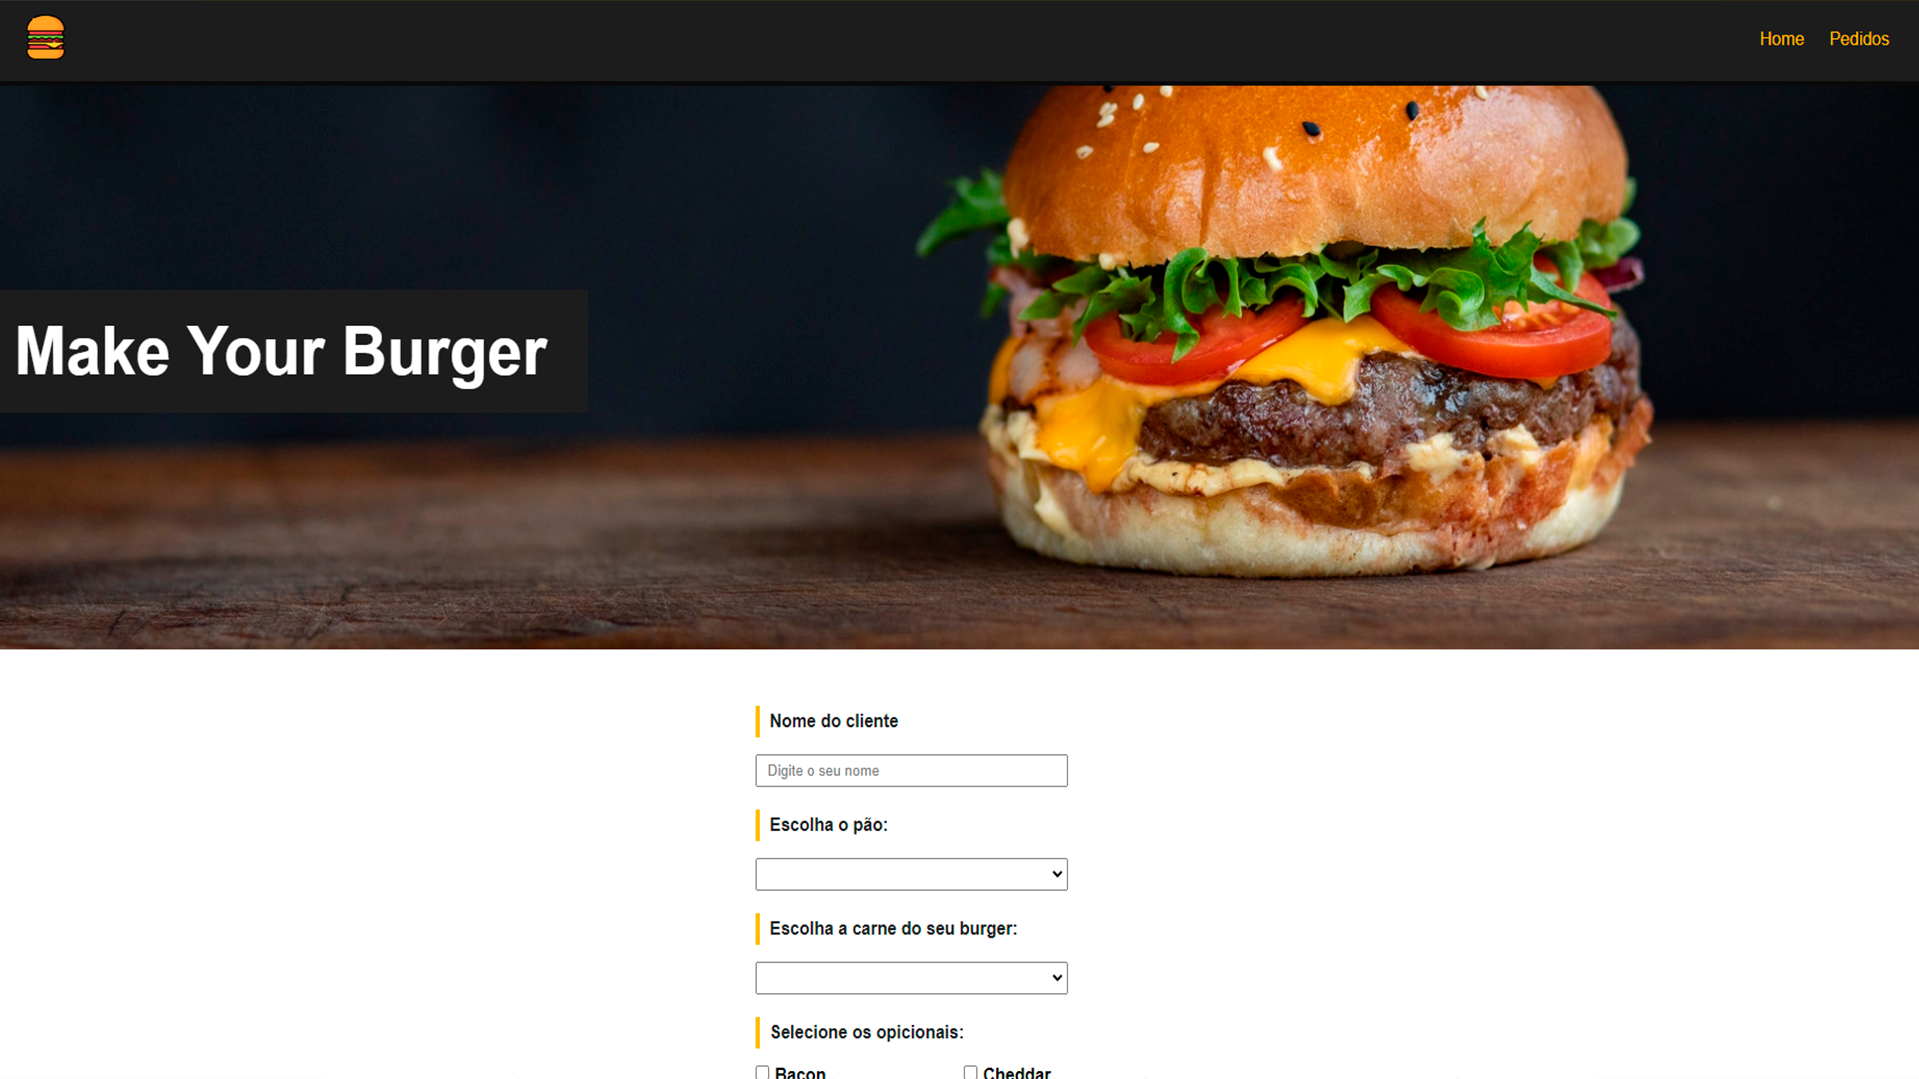 Home Pedidos
Make Your Burger
Nome do cliente
Digite o seu nome
Escolha o pão:
Escolha a carne do seu burger:
Selecione os opicionais:
Bacon Cheddar